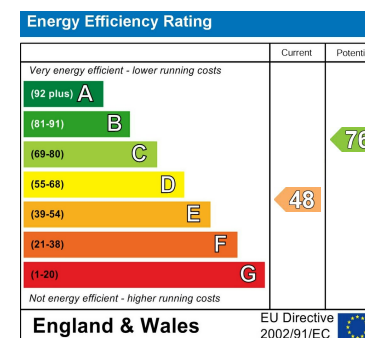 Energy Efficiency Rating
Current Potenti
Very energy efficient - lower running costs
(92 plus) A
(81-91) B
(69-80) C 76
(55-68) D
(39-54) E 48
(21-38) F
(1-20) G
Not energy efficient - higher running costs
England & Wales
EU Directive
2002/91/EC